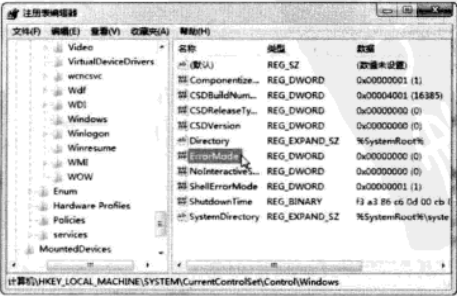 注册表编辑器
文件(F) 编辑(E) 查看(V) 收藏夹(A) 帮助(H)
Video
VirtualDeviceDrivers
wcncsvc
Wdf
WDI
Windows
Winlogon
Winresume
WMI
WOW
Enum
Hardware Profiles
Policies
services
MountedDevices
名称 类型 数据
(默认) REG_SZ (数值未设置)
Componentize... REG_DWORD 0x00000001 (1)
CSDBuildNum... REG_DWORD 0x00004001 (16385)
CSDReleaseTy... REG_DWORD 0x00000000 (0)
CSDVersion REG_DWORD 0x00000000 (0)
Directory REG_EXPAND_SZ %SystemRoot%
ErrorMode REG_DWORD 0x00000000 (0)
NoInteractiveS... REG_DWORD 0x00000000 (0)
ShellErrorMode REG_DWORD 0x00000001 (1)
ShutdownTime REG_BINARY f3 a3 86 c6 0d 00 cb
SystemDirectory REG_EXPAND_SZ %SystemRoot%\syste
计算机\HKEY_LOCAL_MACHINE\SYSTEM\CurrentControlSet\Control\Windows